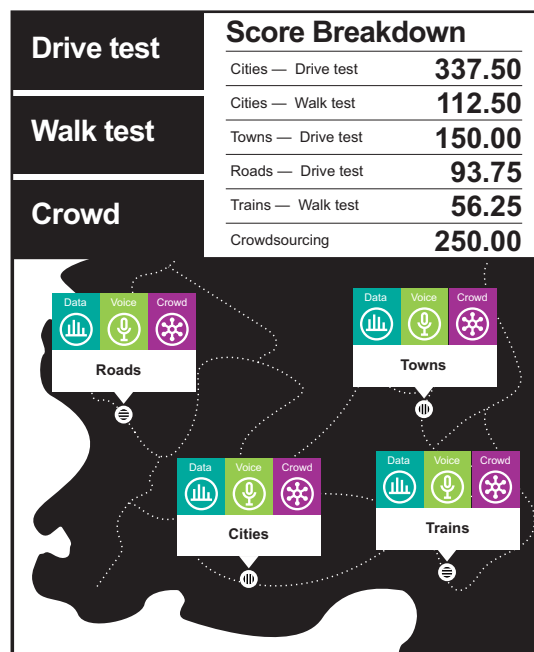 Drive test
Walk test
Crowd
Score Breakdown
Cities — Drive test 337.50
Cities — Walk test 112.50
Towns — Drive test 150.00
Roads — Drive test 93.75
Trains — Walk test 56.25
Crowdsourcing 250.00
Data Voice Crowd
Roads
Data Voice Crowd
Towns
Data Voice Crowd
Cities
Data Voice Crowd
Trains